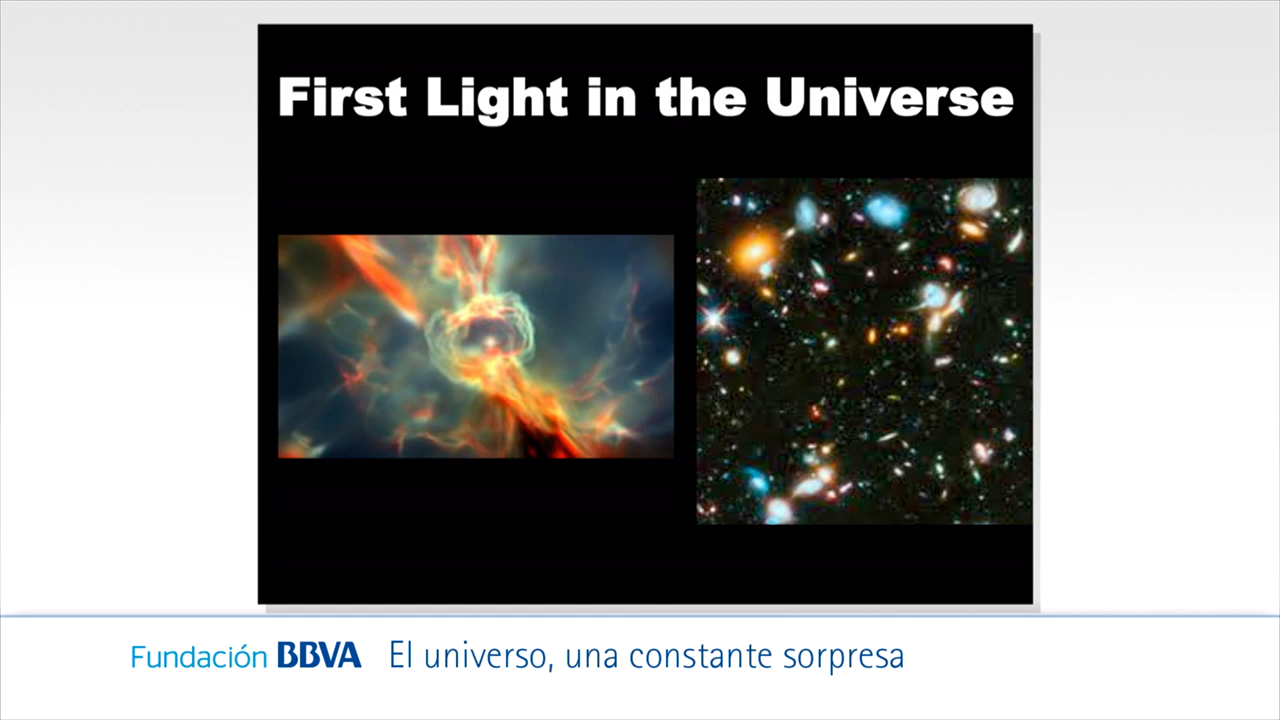 First Light in the Universe
Fundación BBVA El universo, una constante sorpresa